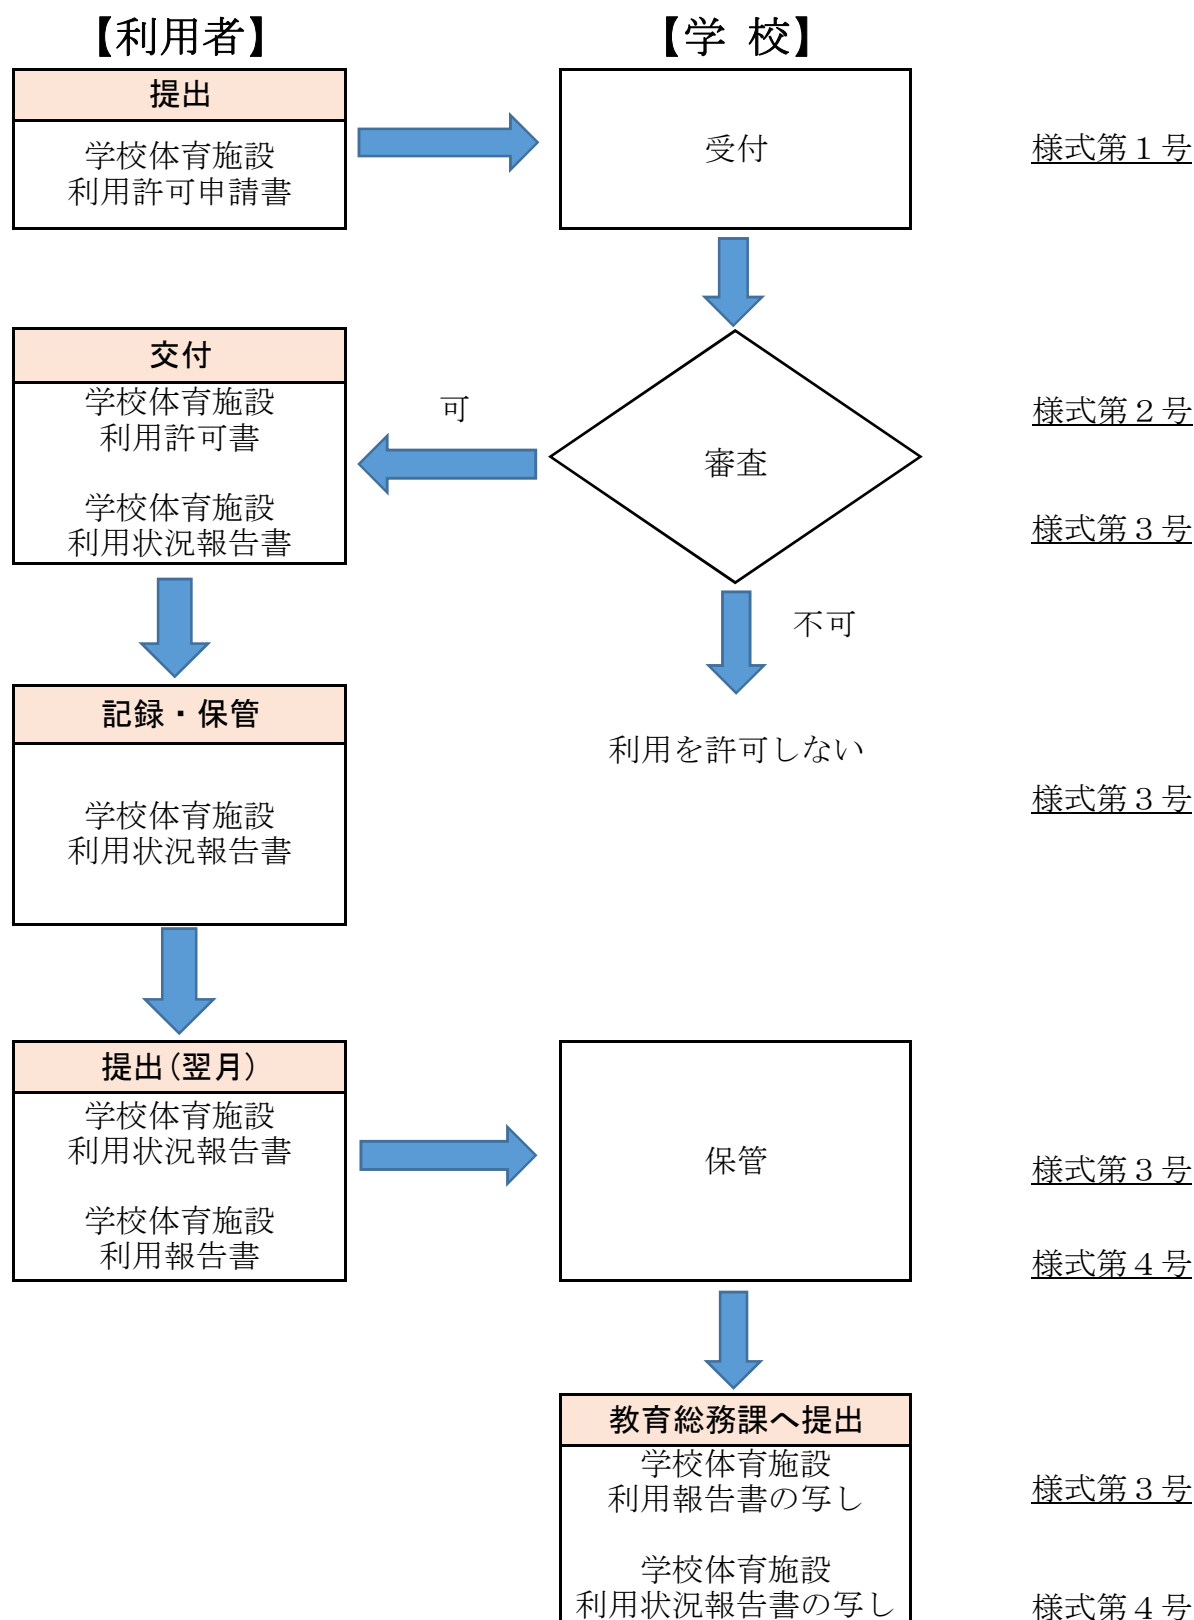 【利用者】
【学 校】
提出
学校体育施設
利用許可申請書
受付
様式第１号
交付
学校体育施設
利用許可書
学校体育施設
利用状況報告書
可
審査
様式第２号
様式第３号
不可
利用を許可しない
記録・保管
学校体育施設
利用状況報告書
様式第３号
提出(翌月)
学校体育施設
利用状況報告書
学校体育施設
利用報告書
保管
様式第３号
様式第４号
教育総務課へ提出
学校体育施設
利用報告書の写し
学校体育施設
利用状況報告書の写し
様式第３号
様式第４号